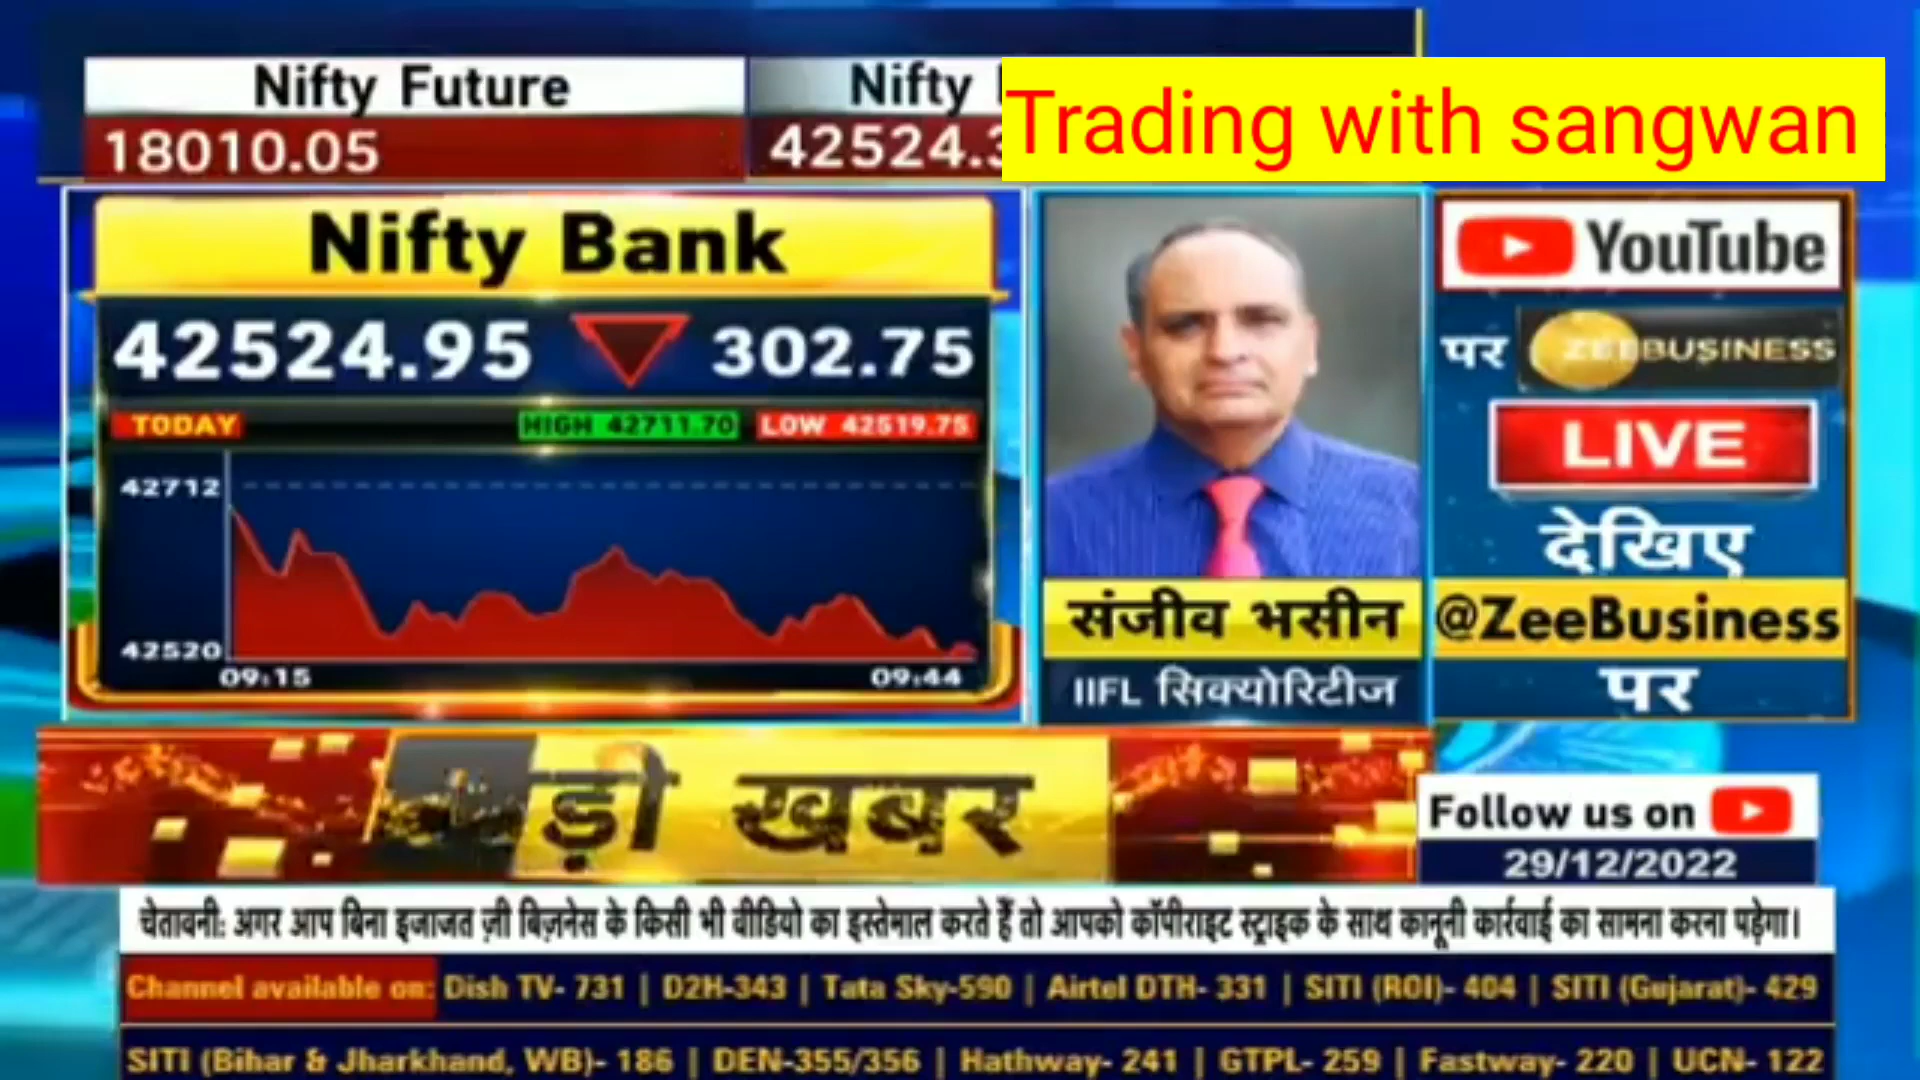 Nifty Future
Nifty
Trading with sangwan
18010.05
42524.3
Nifty Bank
42524.95 302.75
TODAY HIGH 42711.70 LOW 42519.75
42712
42520
09:15 09:44
संजीव भसीन
IIFL सिक्योरिटीज
YouTube
पर ZEE BUSINESS
LIVE
देखिए
@ZeeBusiness
पर
ड़ी खबर
Follow us on
29/12/2022
चेतावनी: अगर आप बिना इजाजत ज़ी बिज़नेस के किसी भी वीडियो का इस्तेमाल करते हैं तो आपको कॉपीराइट स्ट्राइक के साथ कानूनी कार्रवाई का सामना करना पड़ेगा।
Channel available on: Dish TV- 731 | D2H-343 | Tata Sky-590 | Airtel DTH- 331 | SITI (ROI)- 404 | SITI (Gujarat)- 429
SITI (Bihar & Jharkhand, WB)- 186 | DEN-355/356 | Hathway- 241 | GTPL- 259 | Fastway- 220 | UCN- 122